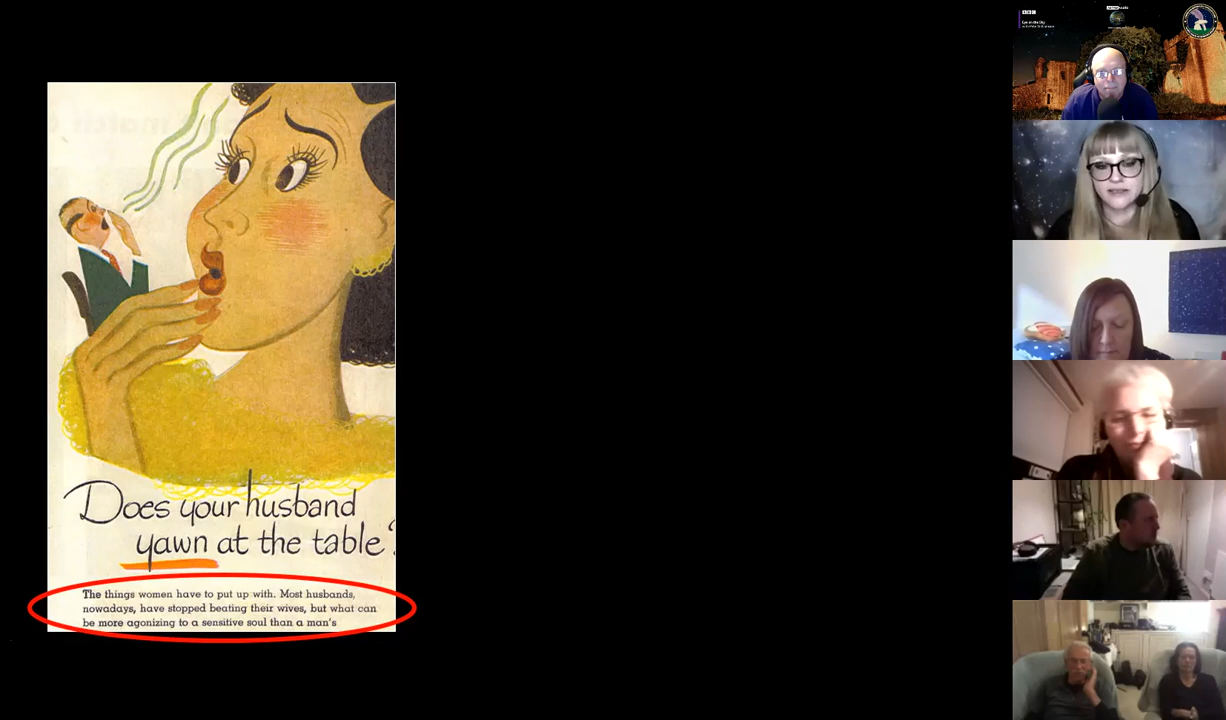 Does your husband
yawn at the table?
The things women have to put up with. Most husbands,
nowadays, have stopped beating their wives, but what can
be more agonizing to a sensitive soul than a man's
BBC